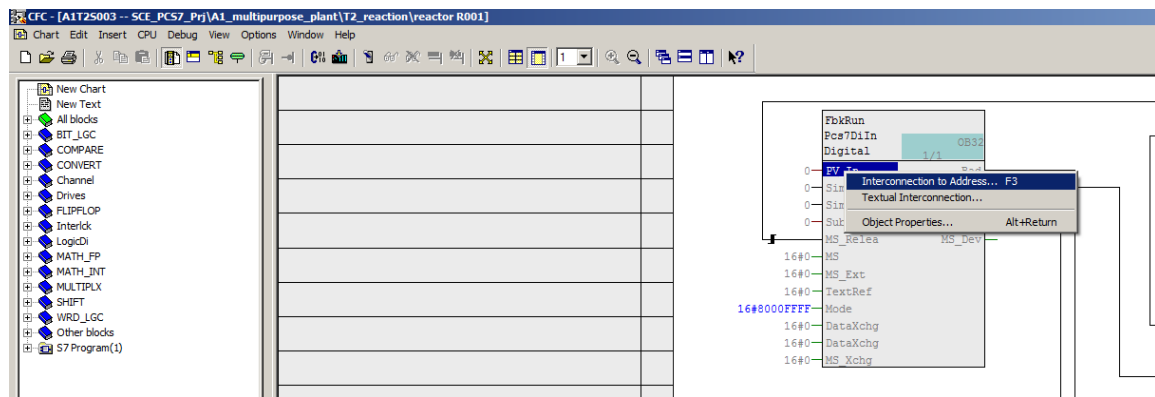 CFC - [A1T2S003 -- SCE_PCS7_Prj\A1_multipurpose_plant\T2_reaction\reactor R001]
Chart Edit Insert CPU Debug View Options Window Help
1
New Chart
New Text
All blocks
BIT_LGC
COMPARE
CONVERT
Channel
Drives
FLIPFLOP
Interlck
LogicDi
MATH_FP
MATH_INT
MULTIPLX
SHIFT
WRD_LGC
Other blocks
S7 Program(1)
FbkRun
Pcs7DiIn
Digital
OB32
1/1
0 PV_In Bad
0 Sim
0 Sim
0 Sub
MS_Relea MS_Dev
16#0 MS
16#0 MS_Ext
16#0 TextRef
16#8000FFFF Mode
16#0 DataXchg
16#0 DataXchg
16#0 MS_Xchg
Interconnection to Address... F3
Textual Interconnection...
Object Properties... Alt+Return